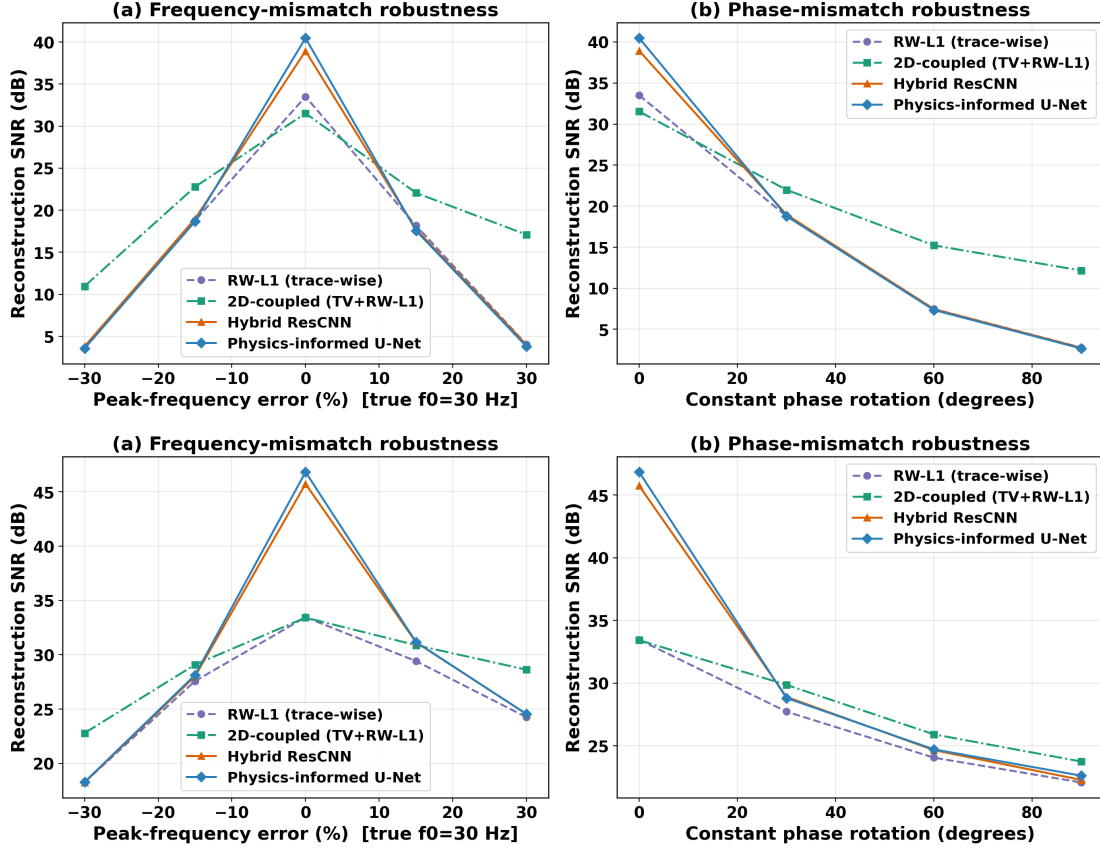 (a) Frequency-mismatch robustness
Reconstruction SNR (dB)
40
35
30
25
20
15
10
5
RW-L1 (trace-wise)
2D-coupled (TV+RW-L1)
Hybrid ResCNN
Physics-informed U-Net
−30 −20 −10 0 10 20 30
Peak-frequency error (%) [true f0=30 Hz]
(b) Phase-mismatch robustness
Reconstruction SNR (dB)
40
35
30
25
20
15
10
5
RW-L1 (trace-wise)
2D-coupled (TV+RW-L1)
Hybrid ResCNN
Physics-informed U-Net
0 20 40 60 80
Constant phase rotation (degrees)
(a) Frequency-mismatch robustness
Reconstruction SNR (dB)
45
40
35
30
25
20
RW-L1 (trace-wise)
2D-coupled (TV+RW-L1)
Hybrid ResCNN
Physics-informed U-Net
−30 −20 −10 0 10 20 30
Peak-frequency error (%) [true f0=30 Hz]
(b) Phase-mismatch robustness
Reconstruction SNR (dB)
45
40
35
30
25
RW-L1 (trace-wise)
2D-coupled (TV+RW-L1)
Hybrid ResCNN
Physics-informed U-Net
0 20 40 60 80
Constant phase rotation (degrees)